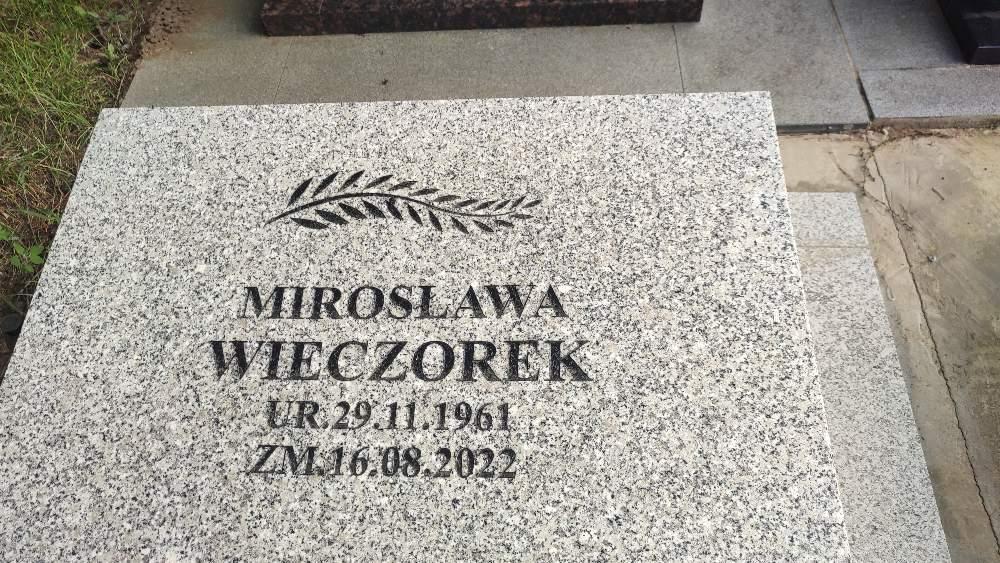 MIROSŁAWA
WIECZOREK
UR.29.11.1961
ZM.16.08.2022